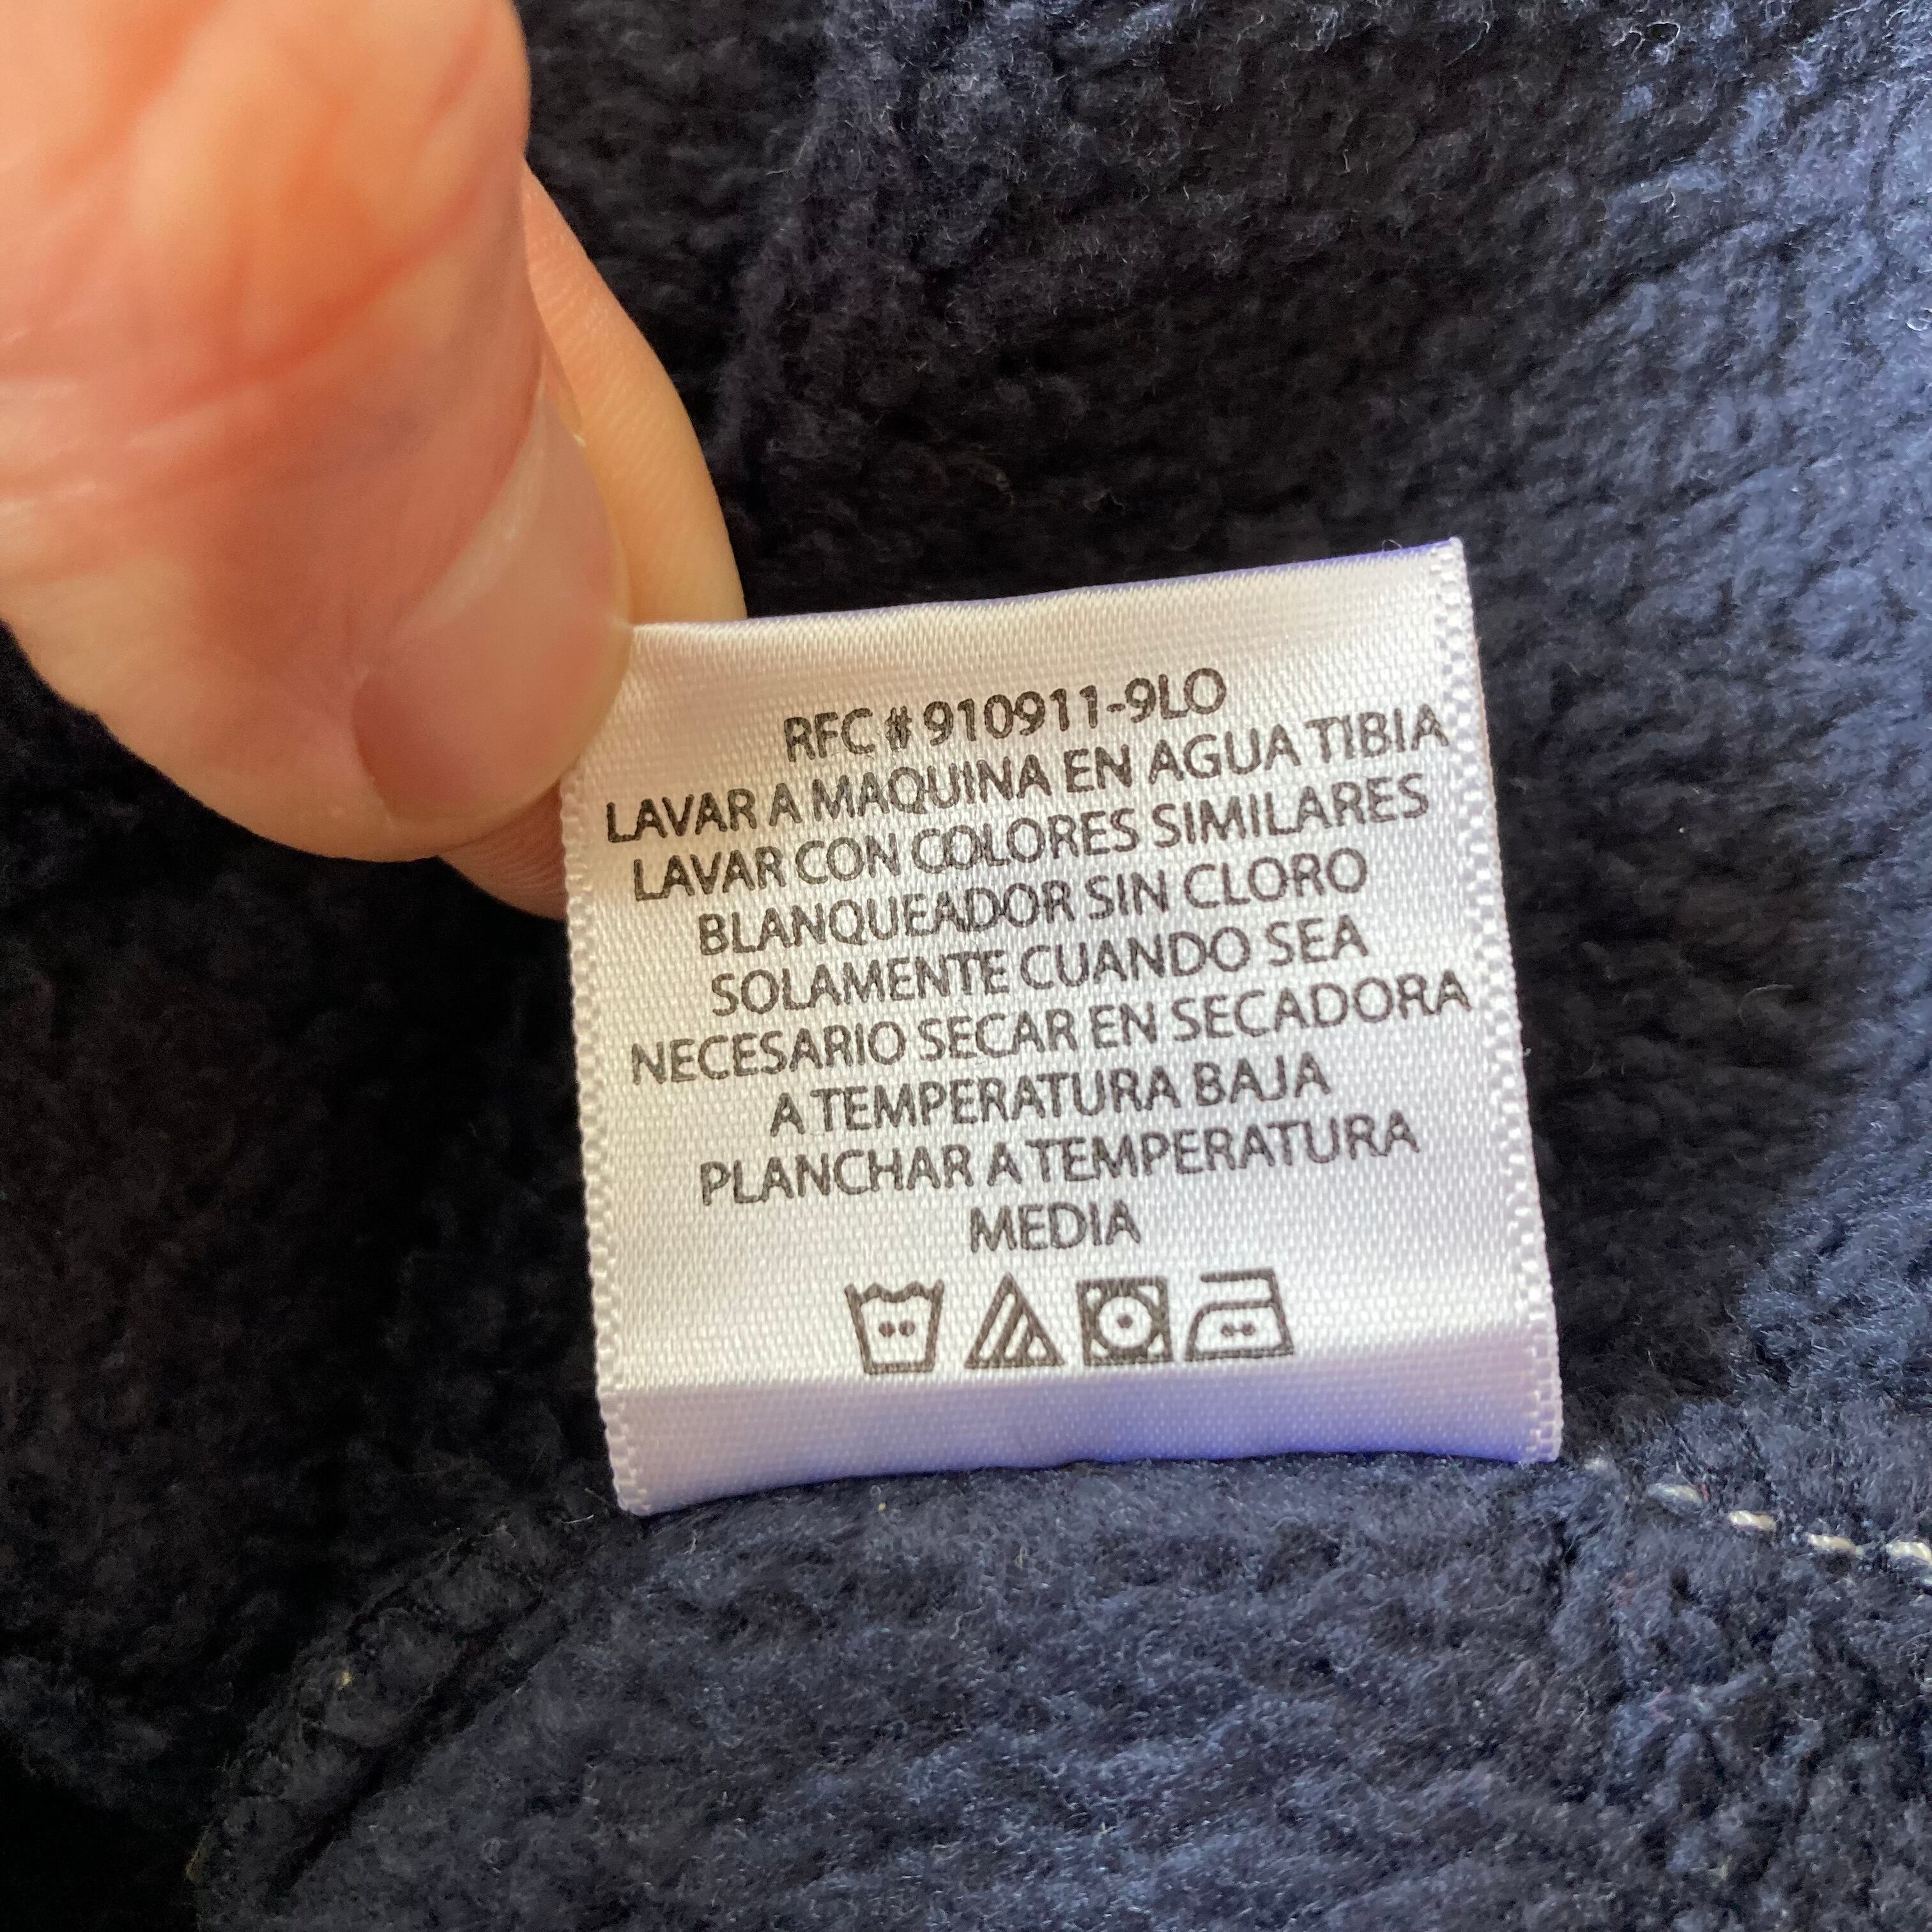 RFC # 910911-9LO
LAVAR A MAQUINA EN AGUA TIBIA
LAVAR CON COLORES SIMILARES
BLANQUEADOR SIN CLORO
SOLAMENTE CUANDO SEA
NECESARIO SECAR EN SECADORA
A TEMPERATURA BAJA
PLANCHAR A TEMPERATURA
MEDIA